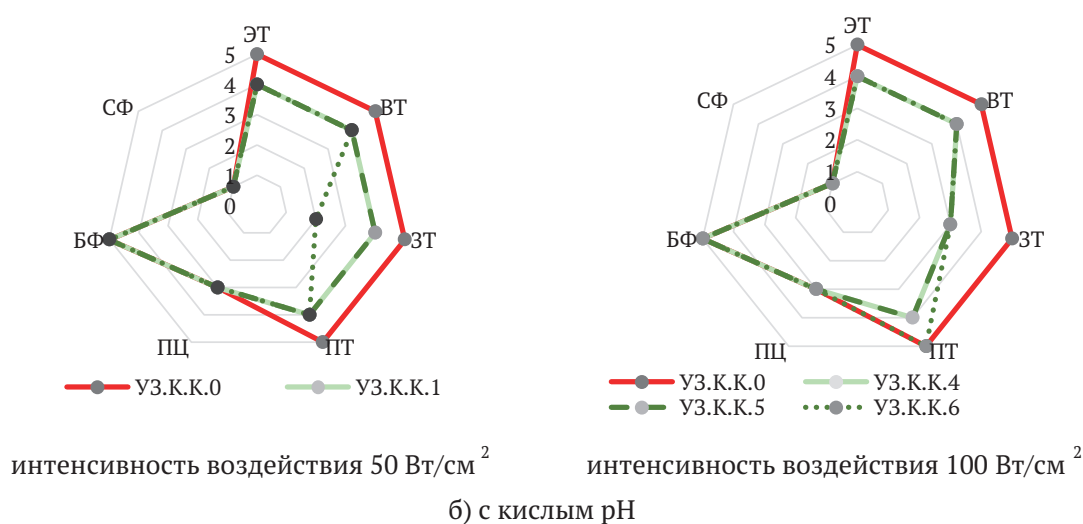 ЭТ
5
4
3
2
1
0
ВТ
ЗТ
ПТ
ПЦ
БФ
СФ
УЗ.К.К.0 УЗ.К.К.1
интенсивность воздействия 50 Вт/см 2
ЭТ
5
4
3
2
1
0
ВТ
ЗТ
ПТ
ПЦ
БФ
СФ
УЗ.К.К.0 УЗ.К.К.4
УЗ.К.К.5 УЗ.К.К.6
интенсивность воздействия 100 Вт/см 2
б) с кислым pH